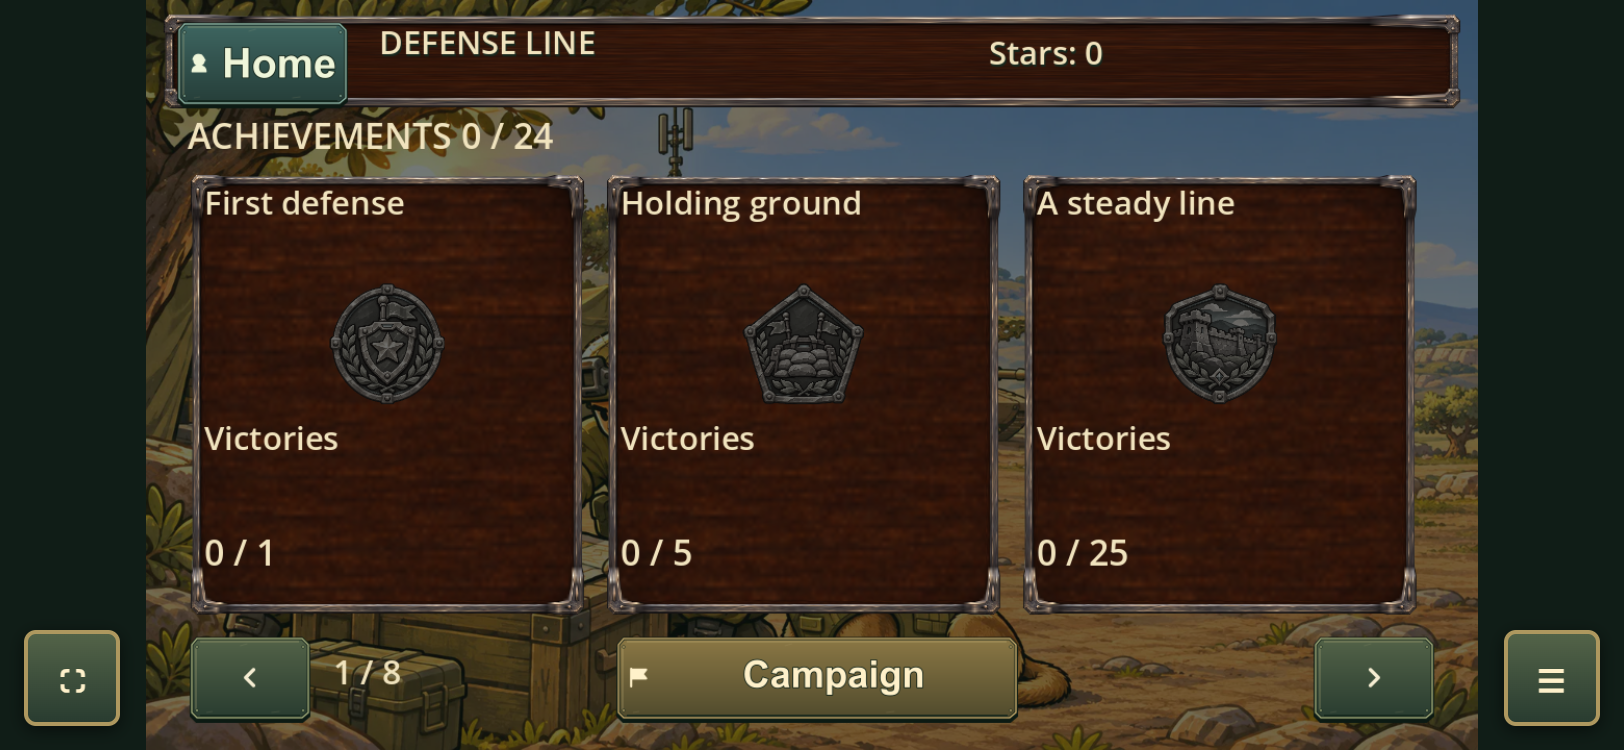 Home
DEFENSE LINE
Stars: 0
ACHIEVEMENTS 0 / 24
First defense
Victories
0 / 1
Holding ground
Victories
0 / 5
A steady line
Victories
0 / 25
1 / 8
Campaign